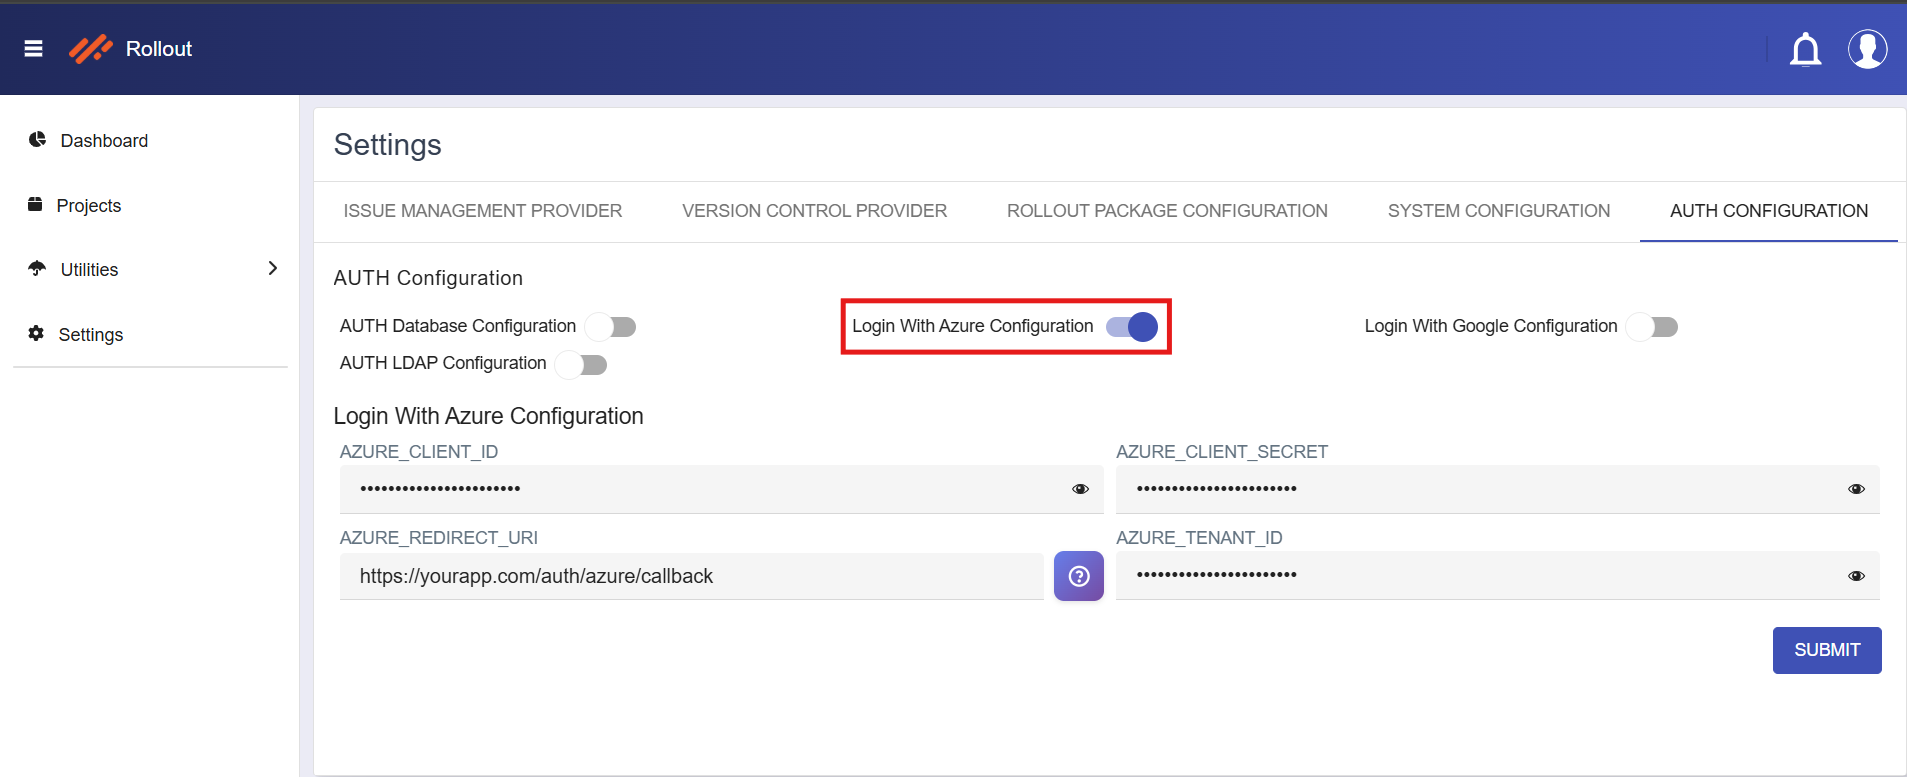 Rollout
Dashboard
Projects
Utilities
Settings
Settings
ISSUE MANAGEMENT PROVIDER
VERSION CONTROL PROVIDER
ROLLOUT PACKAGE CONFIGURATION
SYSTEM CONFIGURATION
AUTH CONFIGURATION
AUTH Configuration
AUTH Database Configuration
Login With Azure Configuration
Login With Google Configuration
AUTH LDAP Configuration
Login With Azure Configuration
AZURE_CLIENT_ID
AZURE_CLIENT_SECRET
•••••••••••••••••••••••
•••••••••••••••••••••••
AZURE_REDIRECT_URI
AZURE_TENANT_ID
https://yourapp.com/auth/azure/callback
?
•••••••••••••••••••••••
SUBMIT